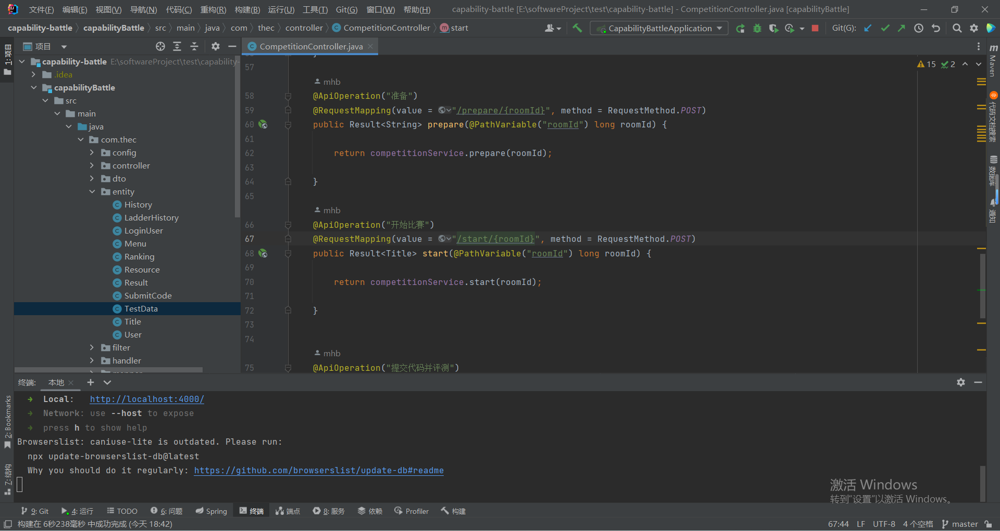 文件(F) 编辑(E) 视图(V) 导航(N) 代码(C) 重构(R) 构建(B) 运行(U) 工具(T) Git(G) 窗口(W) 帮助(H) capability-battle [E:\softwareProject\test\capability-battle] - CompetitionController.java [capabilityBattle]
capability-battle capabilityBattle src main java com thec controller CompetitionController start CapabilityBattleApplication Git(G):
1: 项目
项目
CompetitionController.java
capability-battle E:\softwareProject\test\capability-
.idea
capabilityBattle
src
main
java
com.thec
config
controller
dto
entity
History
LadderHistory
LoginUser
Menu
Ranking
Resource
Result
SubmitCode
TestData
Title
User
filter
handler
15 2
57
mhb
58 @ApiOperation("准备")
59 @RequestMapping(value = "/prepare/{roomId}", method = RequestMethod.POST)
60 public Result<String> prepare(@PathVariable("roomId") long roomId) {
61
62 return competitionService.prepare(roomId);
63
64 }
65
mhb
66 @ApiOperation("开始比赛")
67 @RequestMapping(value = "/start/{roomId}", method = RequestMethod.POST)
68 public Result<Title> start(@PathVariable("roomId") long roomId) {
69
70 return competitionService.start(roomId);
71
72 }
73
74
mhb
75 @ApiOperation("提交代码并评测")
Maven
代码文档搜索
数据库
通知
2: Bookmarks
7: 结构
终端: 本地
Local: http://localhost:4000/
Network: use --host to expose
press h to show help
Browserslist: caniuse-lite is outdated. Please run:
npx update-browserslist-db@latest
Why you should do it regularly: https://github.com/browserslist/update-db#readme
激活 Windows
转到“设置”以激活 Windows。
9: Git 4: 运行 TODO 6: 问题 Spring 终端 端点 8: 服务 依赖 Profiler 构建
构建在 6秒238毫秒 中成功完成 (今天 18:42) 67:44 LF UTF-8 4 个空格 master